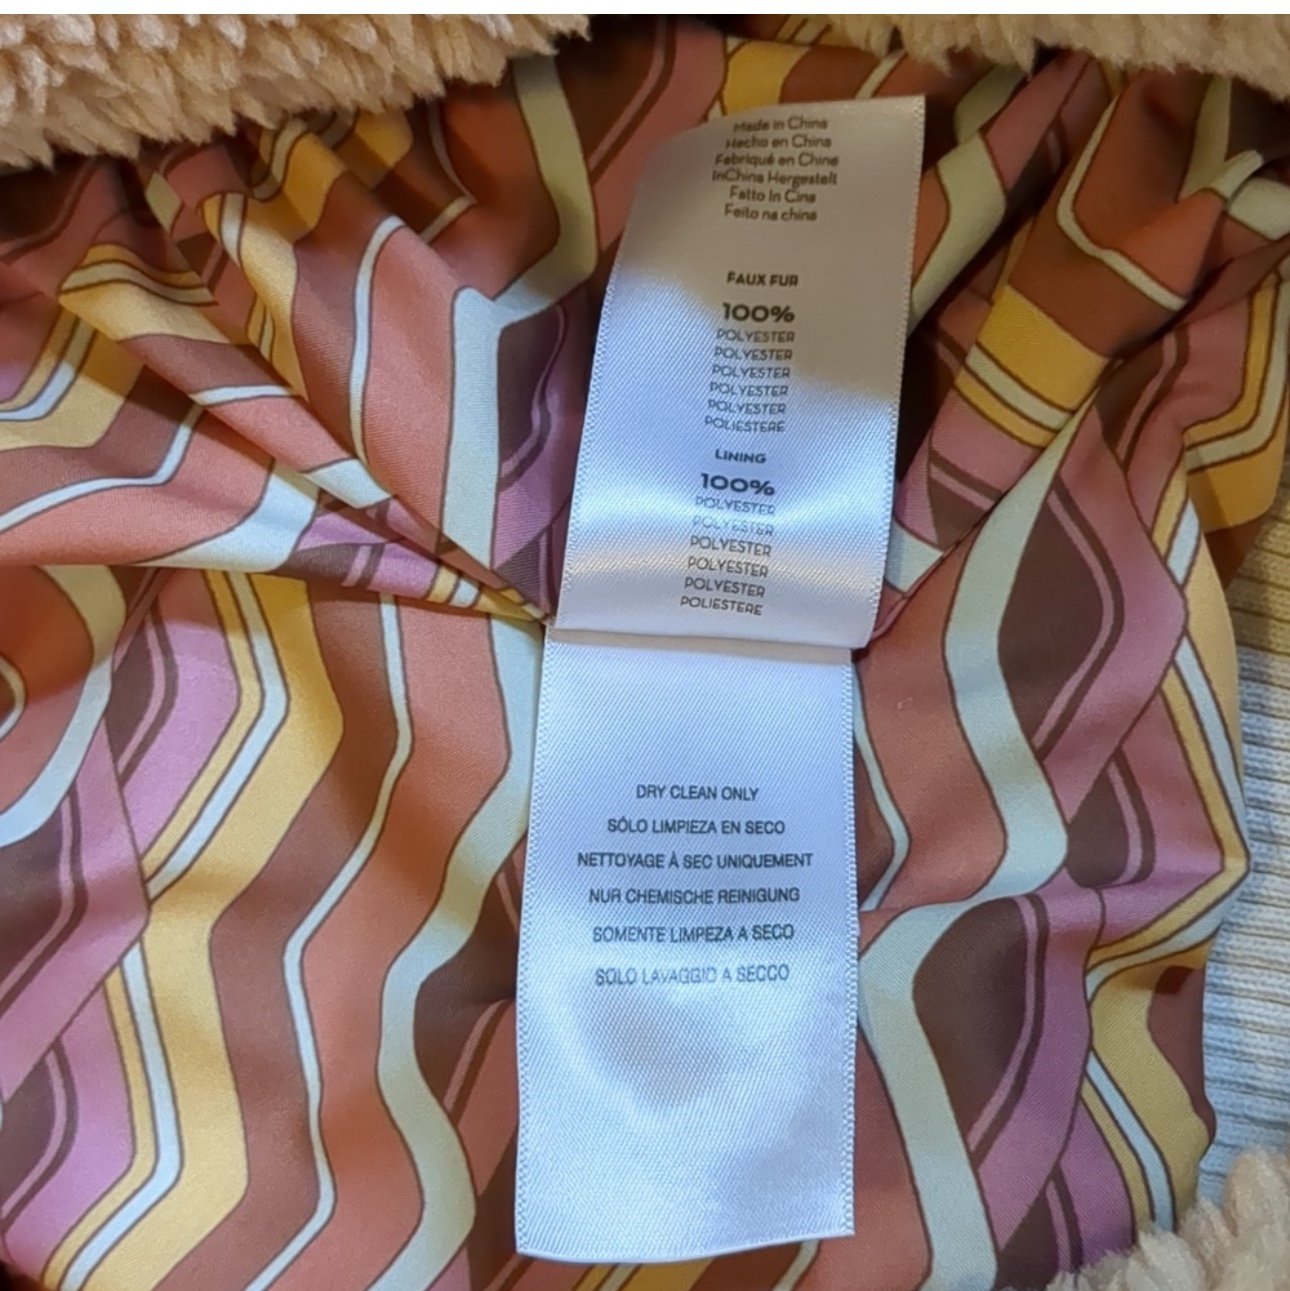 Made in China
Hecho en China
Fabriqué en Chine
InChina Hergestelt
Fatto In Cina
Feito na china
FAUX FUR
100%
POLYESTER
POLYESTER
POLYESTER
POLYESTER
POLYESTER
POLIESTERE
LINING
100%
POLYESTER
POLYESTER
POLYESTER
POLYESTER
POLYESTER
POLIESTERE
DRY CLEAN ONLY
SÓLO LIMPIEZA EN SECO
NETTOYAGE À SEC UNIQUEMENT
NUR CHEMISCHE REINIGUNG
SOMENTE LIMPEZA A SECO
SOLO LAVAGGIO A SECCO